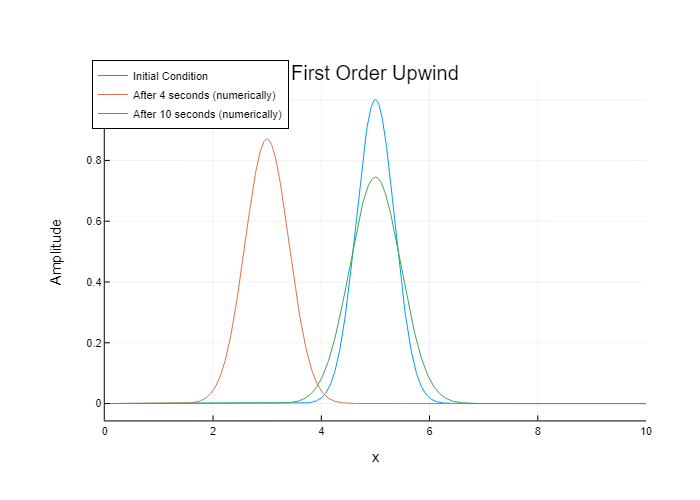 First Order Upwind
Initial Condition
After 4 seconds (numerically)
After 10 seconds (numerically)
0.8
0.6
0.4
0.2
0
Amplitude
0 2 4 6 8 10
x